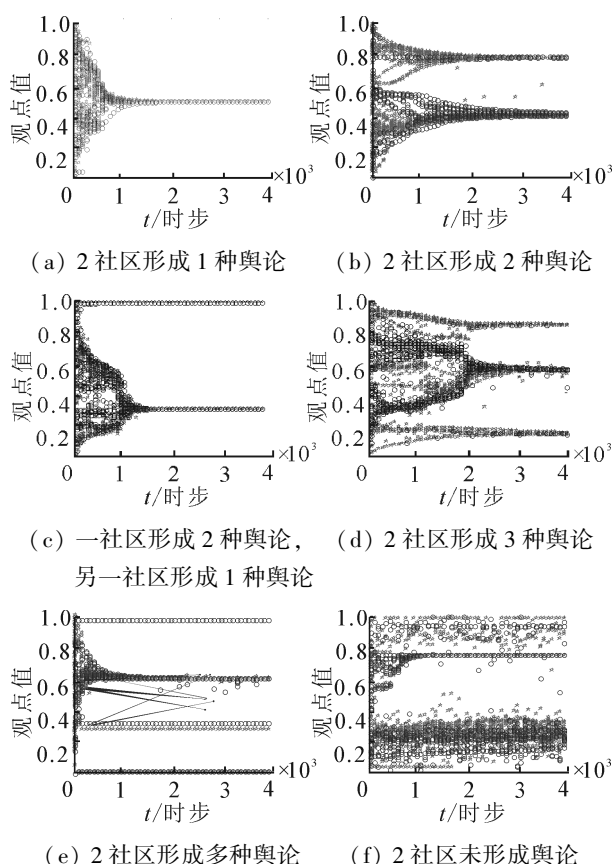 1.0
0.8
0.6
0.4
0.2
观点值
0 1 2 3 4
×10³
t/时步
(a) 2社区形成1种舆论
1.0
0.8
0.6
0.4
0.2
观点值
0 1 2 3 4
×10³
t/时步
(b) 2社区形成2种舆论
1.0
0.8
0.6
0.4
0.2
观点值
0 1 2 3 4
×10³
t/时步
(c) 一社区形成2种舆论，
另一社区形成1种舆论
1.0
0.8
0.6
0.4
0.2
观点值
0 1 2 3 4
×10³
t/时步
(d) 2社区形成3种舆论
1.0
0.8
0.6
0.4
0.2
观点值
0 1 2 3 4
×10³
t/时步
(e) 2社区形成多种舆论
1.0
0.8
0.6
0.4
0.2
观点值
0 1 2 3 4
×10³
t/时步
(f) 2社区未形成舆论